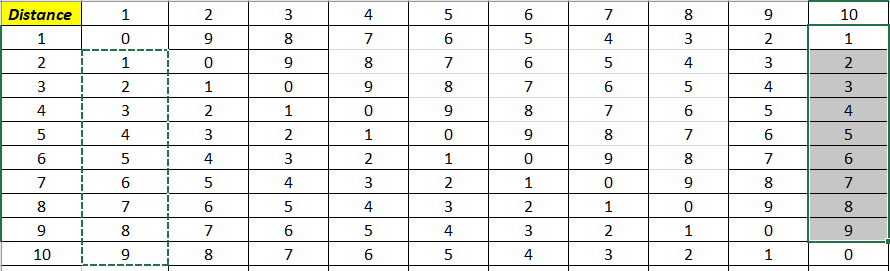 Distance 1 2 3 4 5 6 7 8 9 10
1 0 9 8 7 6 5 4 3 2 1
2 1 0 9 8 7 6 5 4 3 2
3 2 1 0 9 8 7 6 5 4 3
4 3 2 1 0 9 8 7 6 5 4
5 4 3 2 1 0 9 8 7 6 5
6 5 4 3 2 1 0 9 8 7 6
7 6 5 4 3 2 1 0 9 8 7
8 7 6 5 4 3 2 1 0 9 8
9 8 7 6 5 4 3 2 1 0 9
10 9 8 7 6 5 4 3 2 1 0